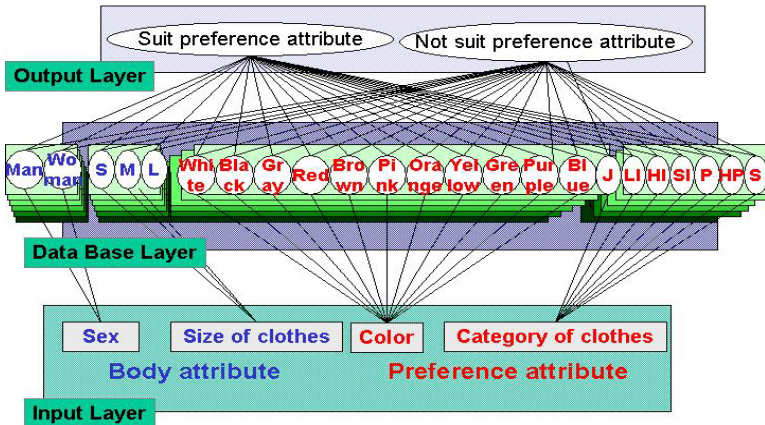 Suit preference attribute
Not suit preference attribute
Output Layer
Man
Wo
man
S
M
L
Whi
te
Bla
ck
Gr
ay
Red
Bro
wn
Pi
nk
Ora
nge
Yel
low
Gre
en
Pur
ple
Bl
ue
J
LI
HI
SI
P
HP
S
Data Base Layer
Sex
Size of clothes
Color
Category of clothes
Body attribute
Preference attribute
Input Layer